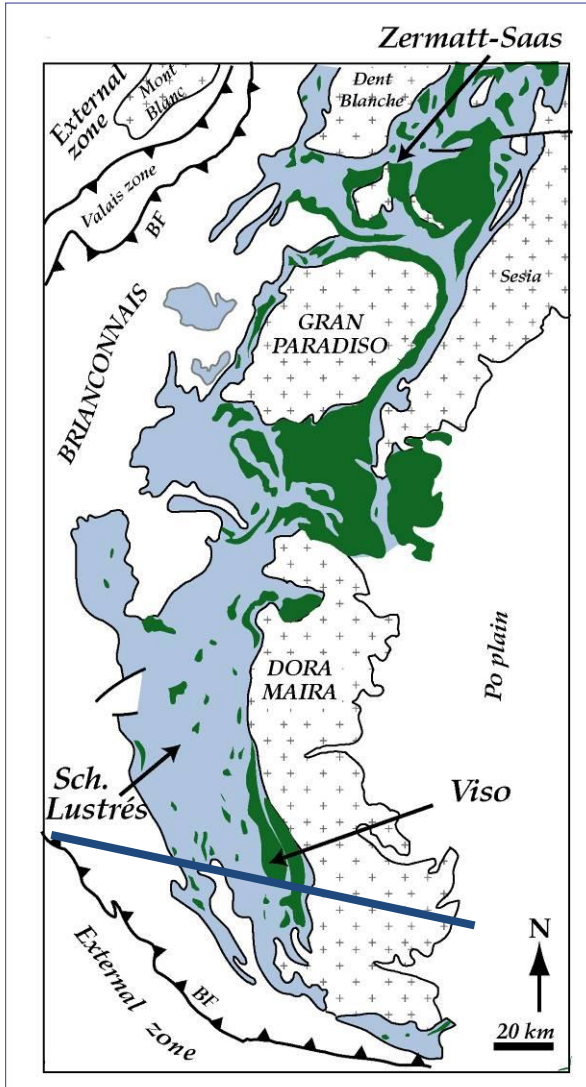 Zermatt-Saas
External
zone
Mont
Blanc
Dent
Blanche
Valais zone
BF
Sesia
GRAN
PARADISO
BRIANCONNAIS
Po plain
DORA
MAIRA
Sch.
Lustrés
Viso
External zone
BF
N
20 km